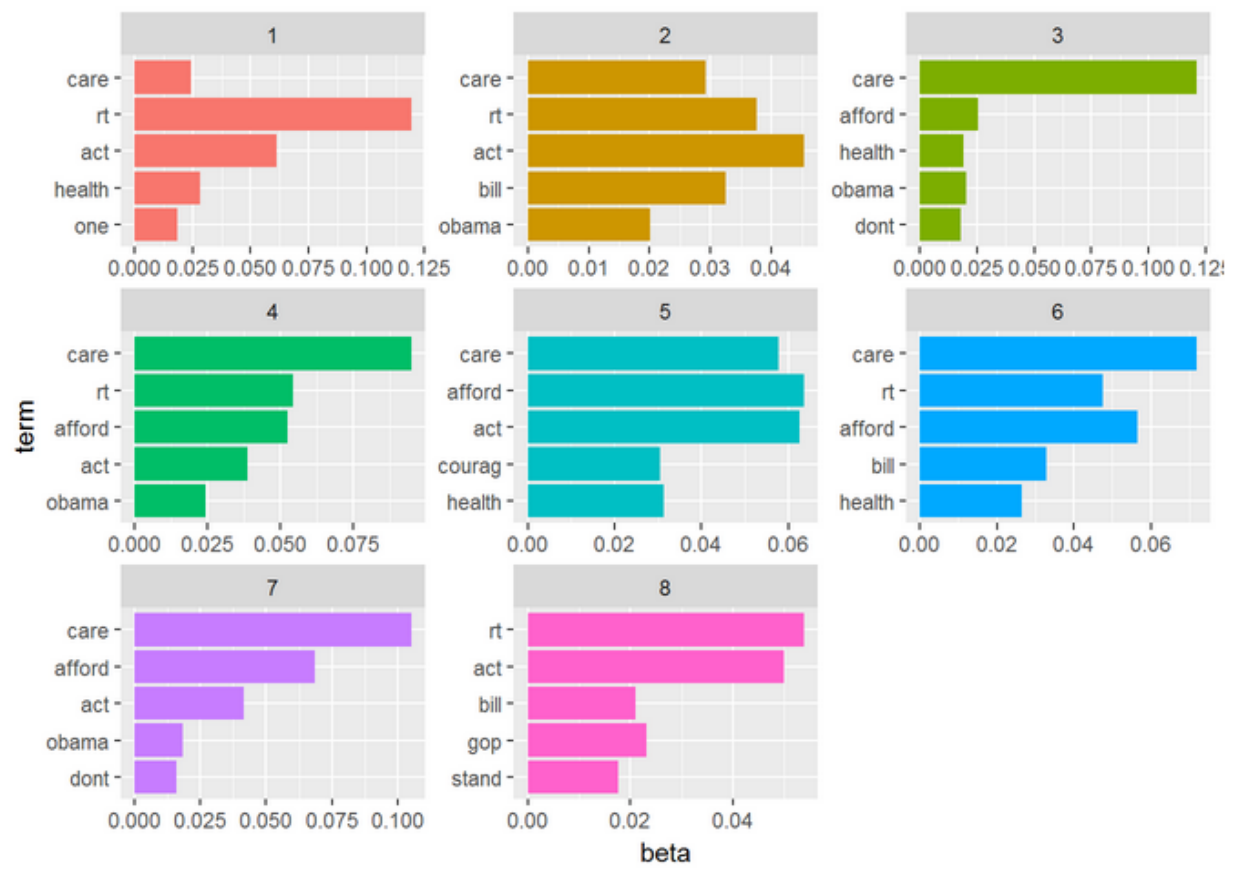 1
care
rt
act
health
one
0.000 0.025 0.050 0.075 0.100 0.125
2
care
rt
act
bill
obama
0.00 0.01 0.02 0.03 0.04
3
care
afford
health
obama
dont
0.000 0.025 0.050 0.075 0.100 0.12
4
care
rt
afford
act
obama
0.000 0.025 0.050 0.075
5
care
afford
act
courag
health
0.00 0.02 0.04 0.06
6
care
rt
afford
bill
health
0.00 0.02 0.04 0.06
7
care
afford
act
obama
dont
0.000 0.025 0.050 0.075 0.100
8
rt
act
bill
gop
stand
0.00 0.02 0.04
term
beta